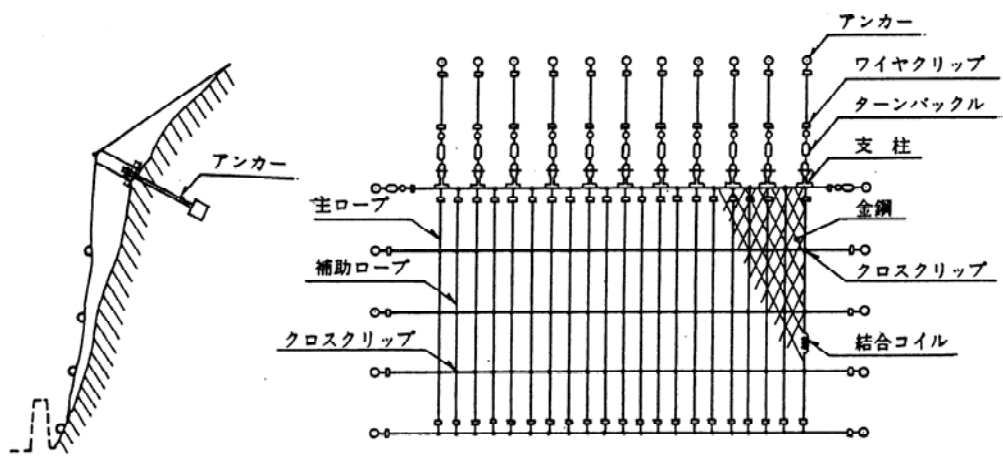 アンカー
ワイヤクリップ
ターンバックル
支 柱
アンカー
主ロープ
金鋼
補助ロープ
クロスクリップ
クロスクリップ
結合コイル